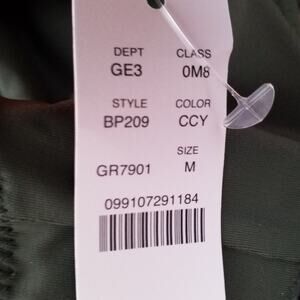 DEPT CLASS
GE3 0M8
STYLE COLOR
BP209 CCY
SIZE
GR7901 M
099107291184